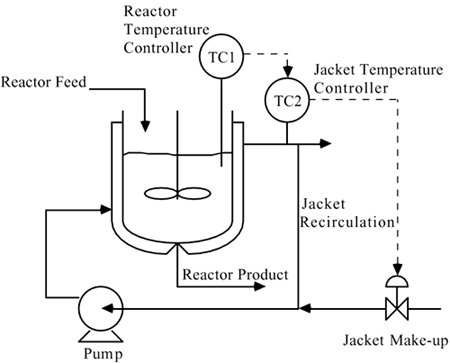 Reactor
Temperature
Controller
TC1
Jacket Temperature
Controller
TC2
Reactor Feed
Jacket
Recirculation
Reactor Product
Pump
Jacket Make-up